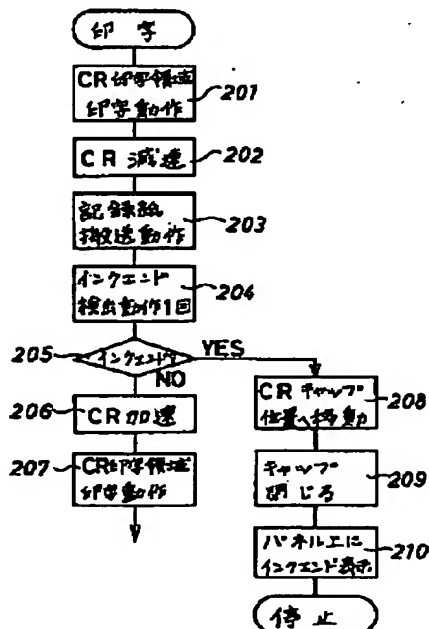 印字
CR印字領域
印字動作
201
CR 減速
202
記録紙
搬送動作
203
インクエンド
検出動作1回
204
205
インクエンド?
YES
NO
206
CR加速
207
CR印字領域
印字動作
CRキャップ
位置へ移動
208
キャップ
閉じる
209
パネル上に
インクエンド表示
210
停止